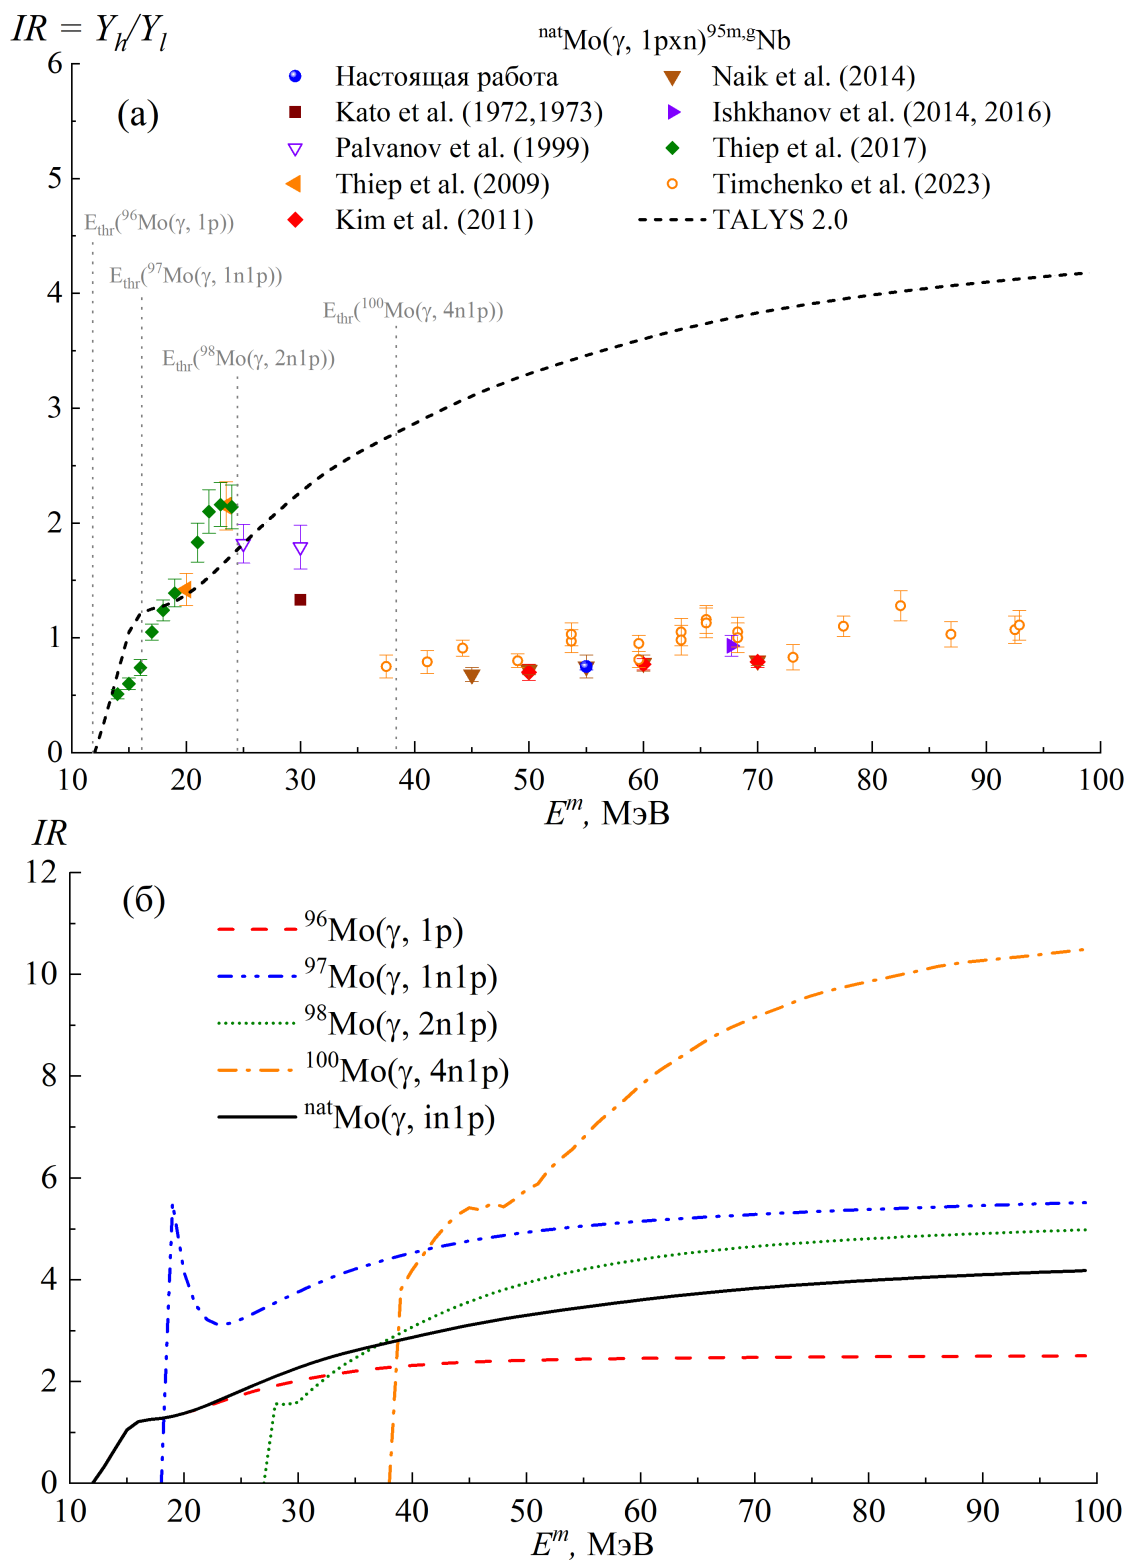 IR = Yₕ/Yₗ
ⁿᵃᵗMo(γ, 1pxn)⁹⁵ᵐ,ᵍNb
(а)
Настоящая работа
Naik et al. (2014)
Kato et al. (1972,1973)
Ishkhanov et al. (2014, 2016)
Palvanov et al. (1999)
Thiep et al. (2017)
Thiep et al. (2009)
Timchenko et al. (2023)
Kim et al. (2011)
TALYS 2.0
E_thr(⁹⁶Mo(γ, 1p))
E_thr(⁹⁷Mo(γ, 1n1p))
E_thr(¹⁰⁰Mo(γ, 4n1p))
E_thr(⁹⁸Mo(γ, 2n1p))
6
5
4
3
2
1
0
10 20 30 40 50 60 70 80 90 100
Eᵐ, МэВ
IR
(б)
⁹⁶Mo(γ, 1p)
⁹⁷Mo(γ, 1n1p)
⁹⁸Mo(γ, 2n1p)
¹⁰⁰Mo(γ, 4n1p)
ⁿᵃᵗMo(γ, in1p)
12
10
8
6
4
2
0
10 20 30 40 50 60 70 80 90 100
Eᵐ, МэВ